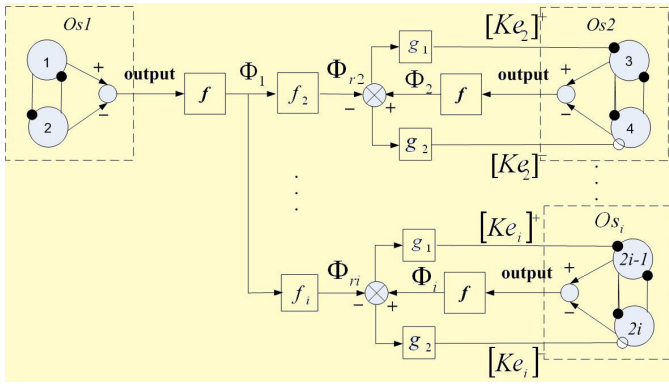 Os1
1
2
+
−
output
f
Φ₁
f₂
Φᵣ₂
−
+
g₁
g₂
Φ₂
f
output
[Ke₂]⁺
[Ke₂]⁻
Os2
3
4
+
−
. . .
. . .
fᵢ
Φᵣᵢ
−
+
g₁
g₂
Φᵢ
f
output
[Keᵢ]⁺
[Keᵢ]⁻
Osᵢ
2i-1
2i
+
−